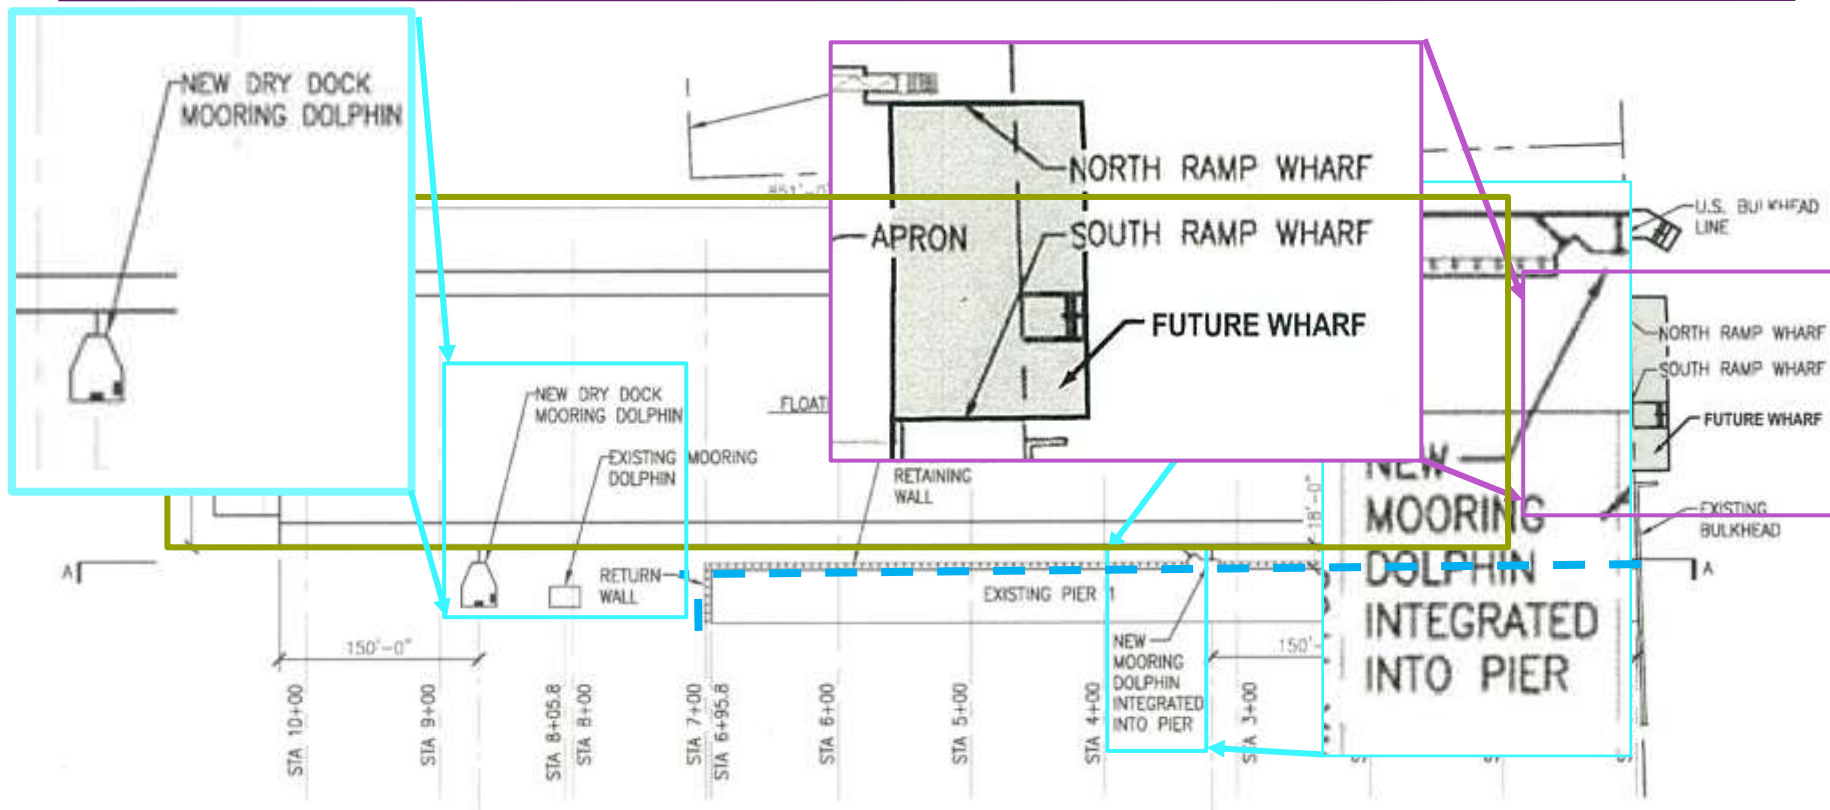 NEW DRY DOCK
MOORING DOLPHIN
NORTH RAMP WHARF
APRON
SOUTH RAMP WHARF
FUTURE WHARF
U.S. BULKHEAD
LINE
NORTH RAMP WHARF
SOUTH RAMP WHARF
FUTURE WHARF
NEW DRY DOCK
MOORING DOLPHIN
EXISTING MOORING
DOLPHIN
RETAINING
WALL
18'-0"
NEW
MOORING
DOLPHIN
INTEGRATED
INTO PIER
EXISTING
BULKHEAD
A
A
RETURN
WALL
EXISTING PIER 1
NEW
MOORING
DOLPHIN
INTEGRATED
INTO PIER
150'-0"
150'-
STA 10+00
STA 9+00
STA 8+05.8
STA 8+00
STA 7+00
STA 6+95.8
STA 6+00
STA 5+00
STA 4+00
STA 3+00